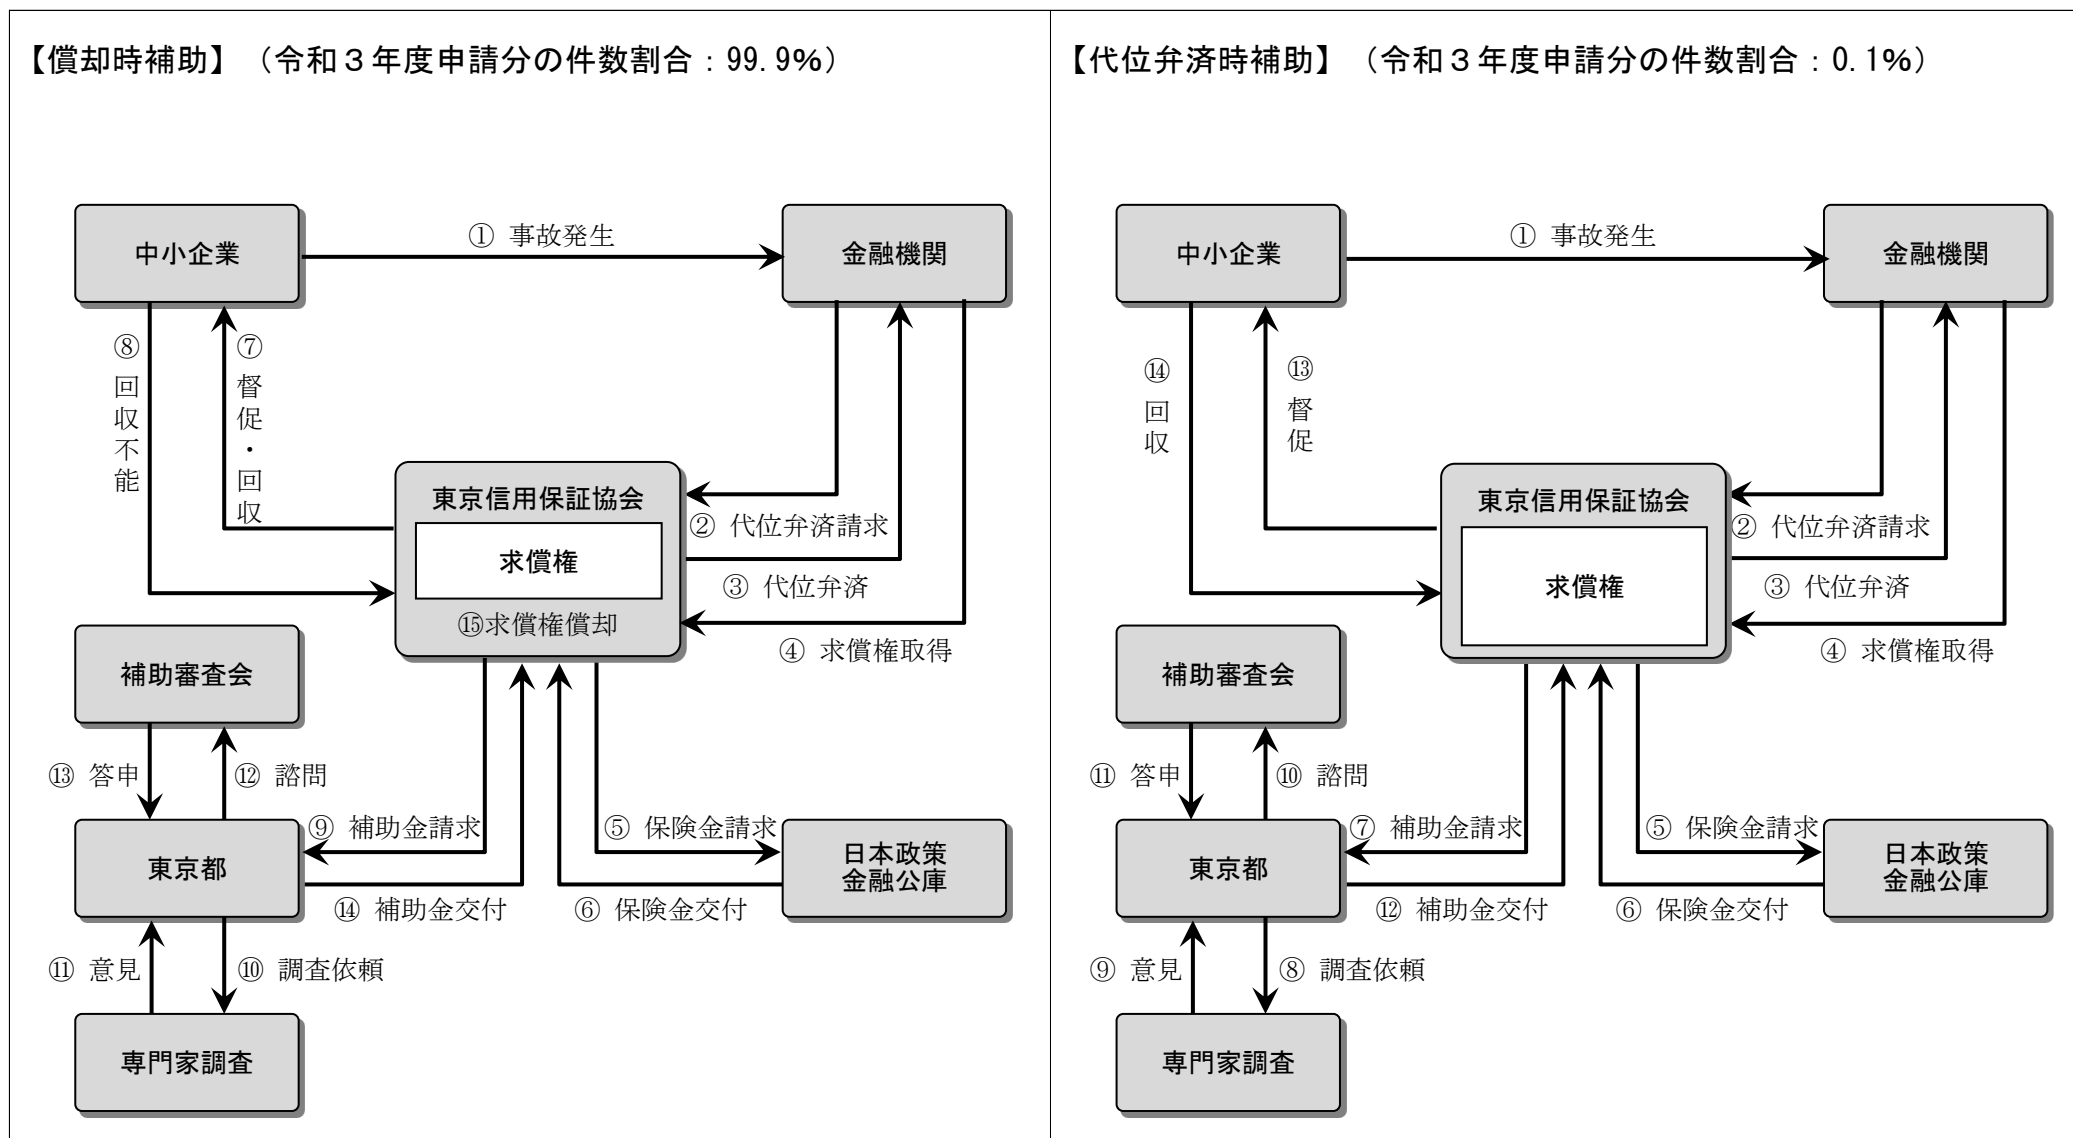 【償却時補助】（令和３年度申請分の件数割合：99.9%）
中小企業
① 事故発生
金融機関
⑧回収不能
⑦督促・回収
東京信用保証協会
求償権
⑮求償権償却
② 代位弁済請求
③ 代位弁済
④ 求償権取得
補助審査会
⑬ 答申
⑫ 諮問
⑨ 補助金請求
⑤ 保険金請求
東京都
日本政策
金融公庫
⑭ 補助金交付
⑥ 保険金交付
⑪ 意見
⑩ 調査依頼
専門家調査
【代位弁済時補助】（令和３年度申請分の件数割合：0.1%）
中小企業
① 事故発生
金融機関
⑭回収
⑬督促
東京信用保証協会
求償権
② 代位弁済請求
③ 代位弁済
④ 求償権取得
補助審査会
⑪ 答申
⑩ 諮問
⑦ 補助金請求
⑤ 保険金請求
東京都
日本政策
金融公庫
⑫ 補助金交付
⑥ 保険金交付
⑨ 意見
⑧ 調査依頼
専門家調査